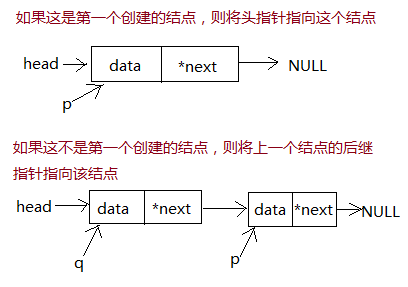 如果这是第一个创建的结点，则将头指针指向这个结点
head data *next NULL
p
如果这不是第一个创建的结点，则将上一个结点的后继
指针指向该结点
head data *next data *next NULL
q p